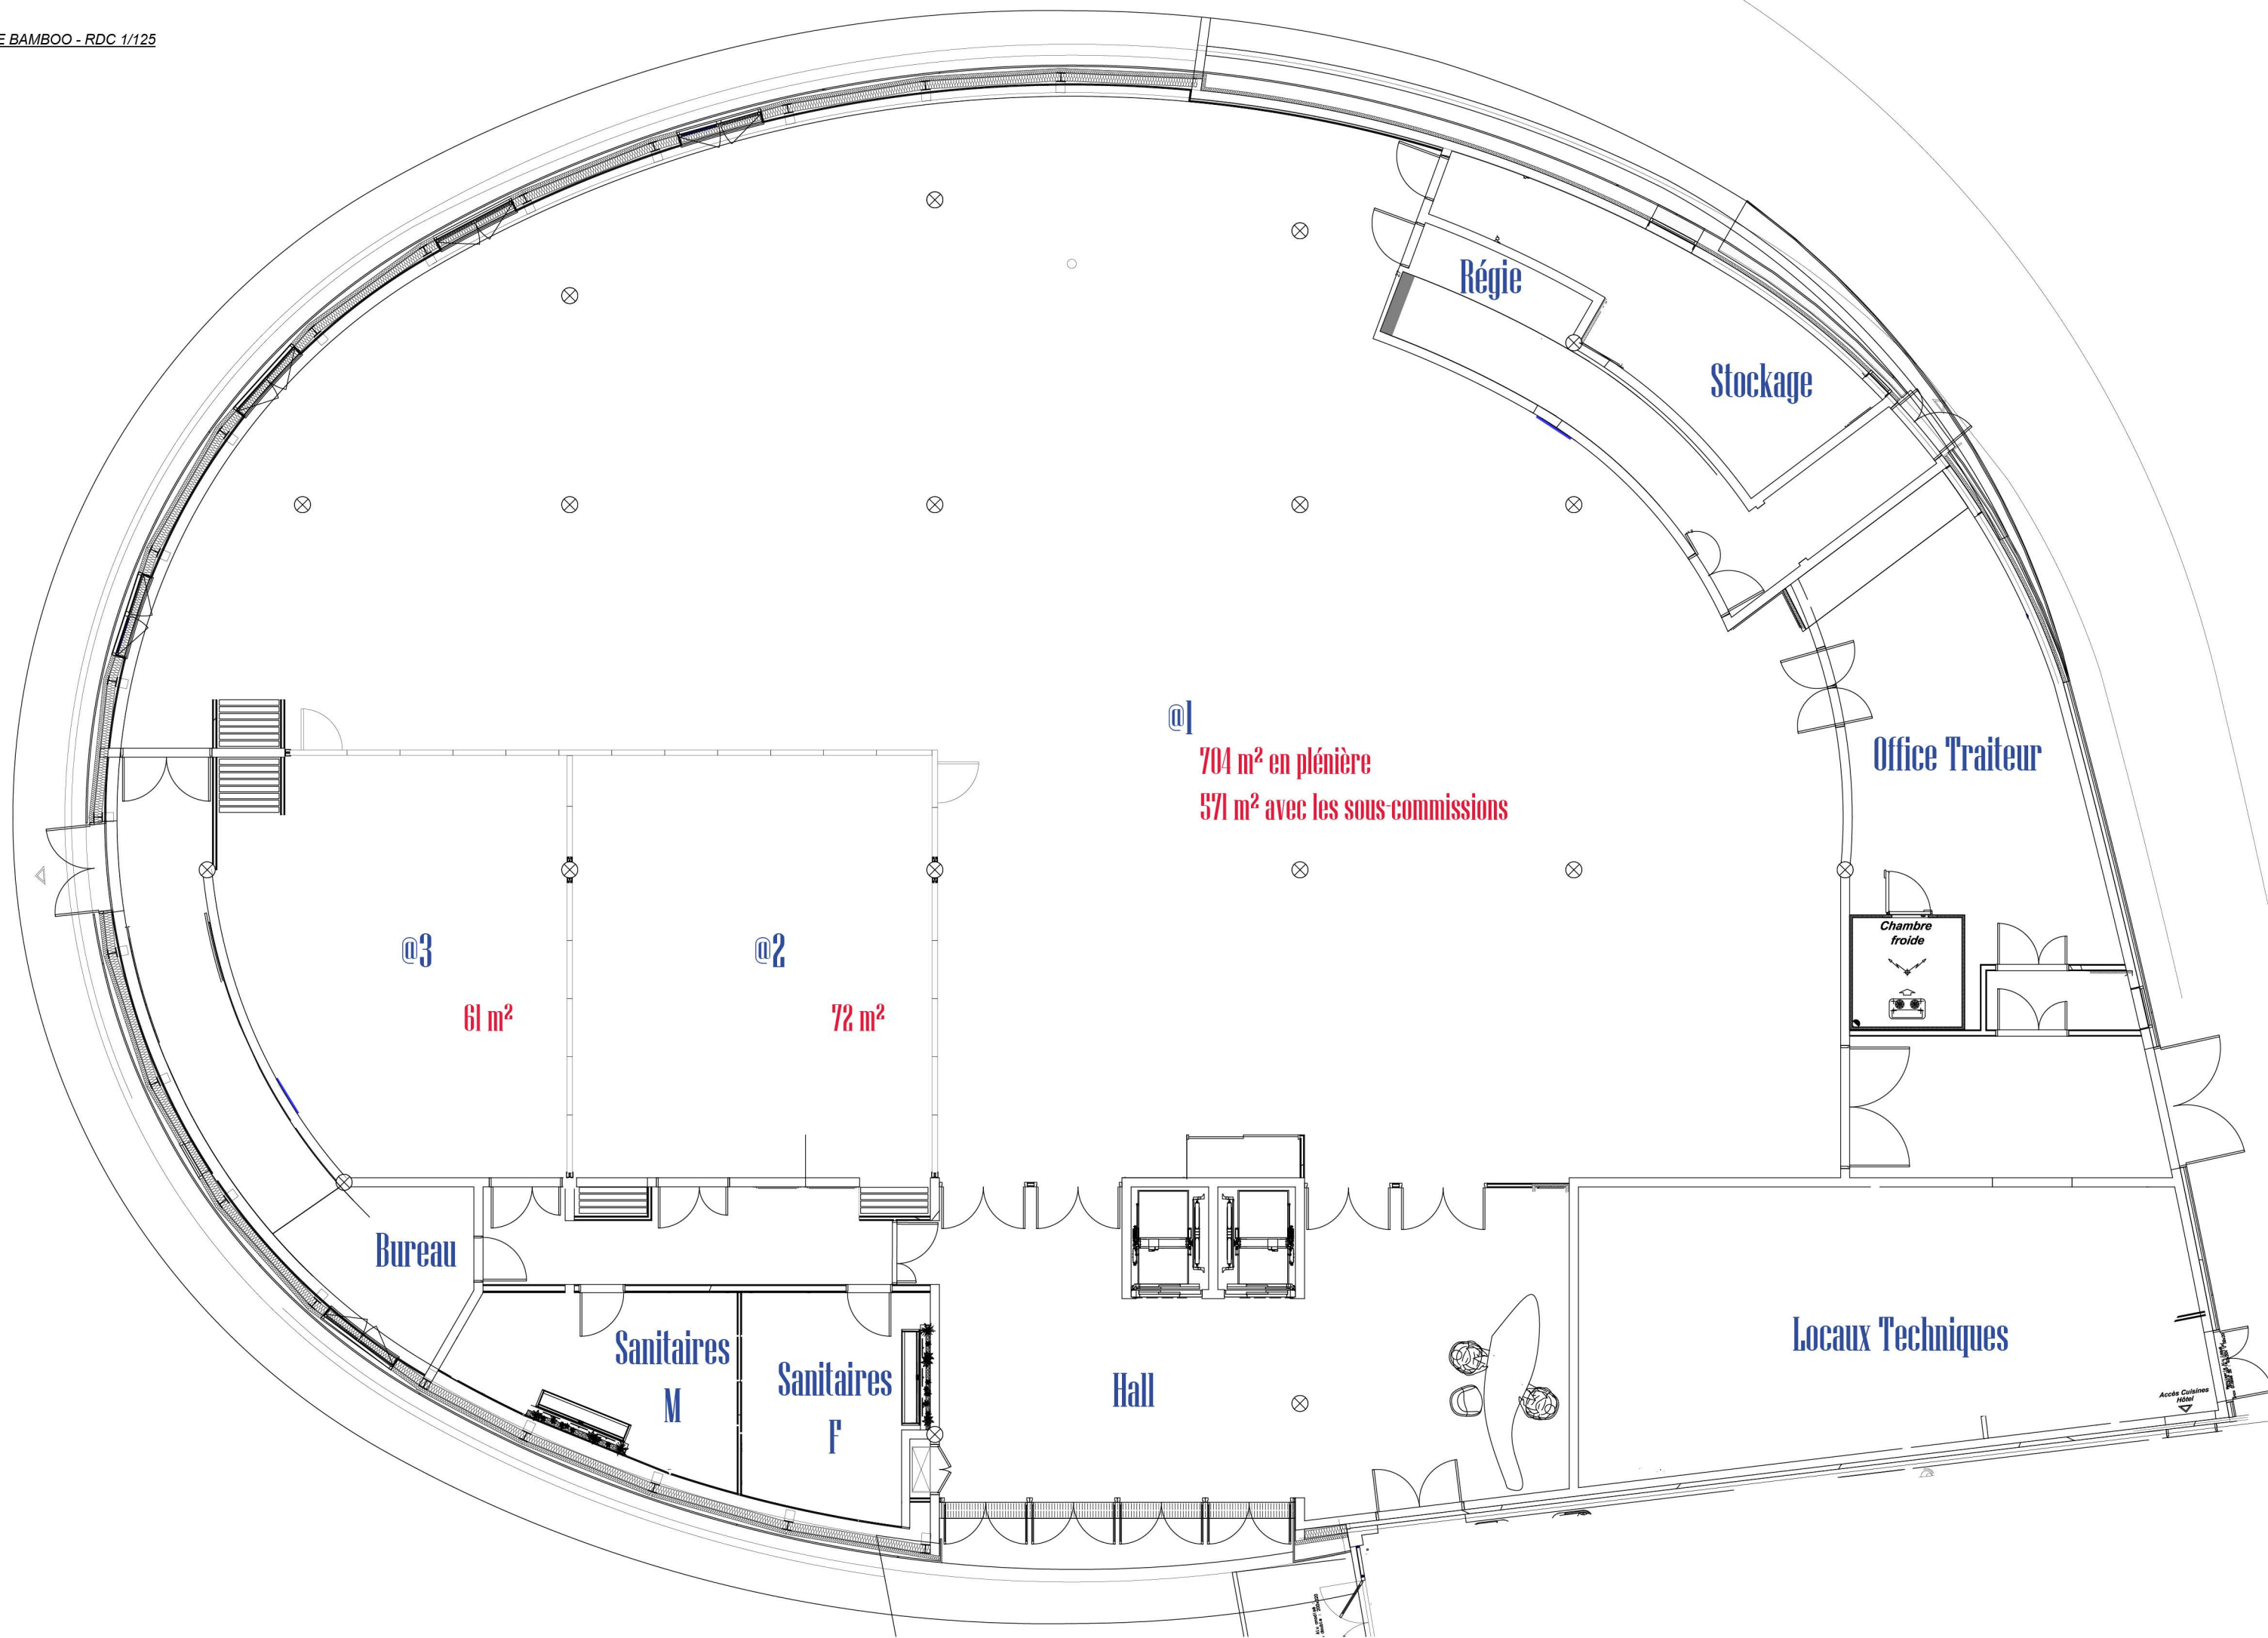 E BAMBOO - RDC 1/125
Régie
Stockage
@1
704 m² en plénière
571 m² avec les sous-commissions
Office Traiteur
Chambre
froide
@3
61 m²
@2
72 m²
Bureau
Sanitaires
M
Sanitaires
F
Hall
Locaux Techniques
Accès Cuisines
Hôtel